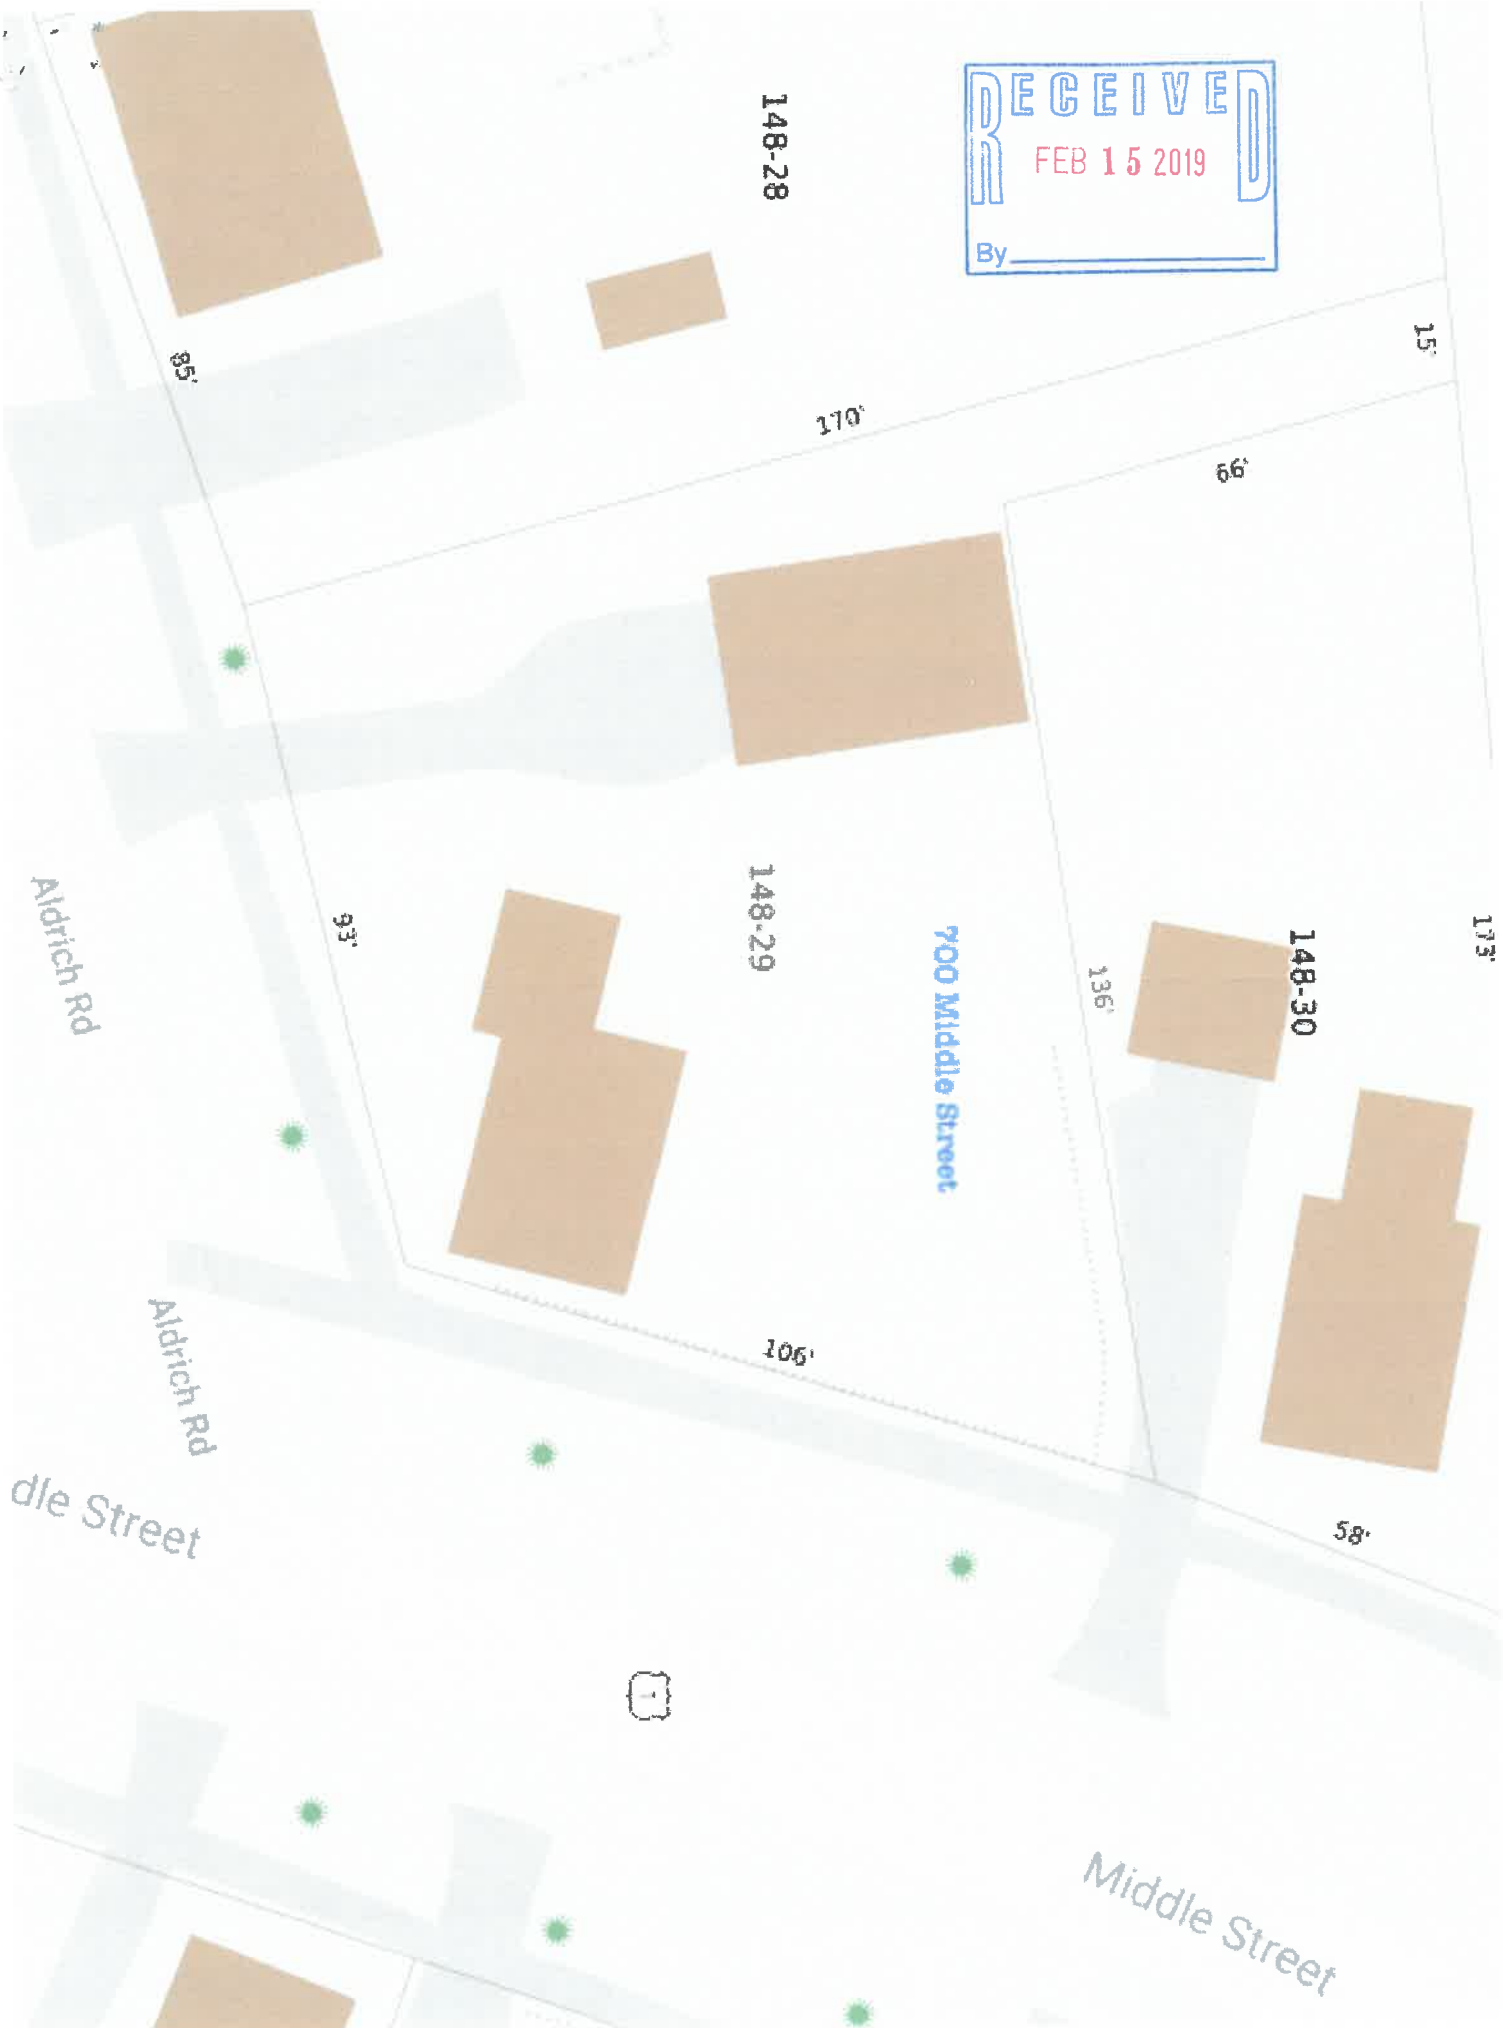 RECEIVED
FEB 15 2019
By
148-28
15'
85'
170'
66'
148-29
93'
700 Middle Street
136'
148-30
173'
Aldrich Rd
106'
Aldrich Rd
dle Street
58'
1
Middle Street